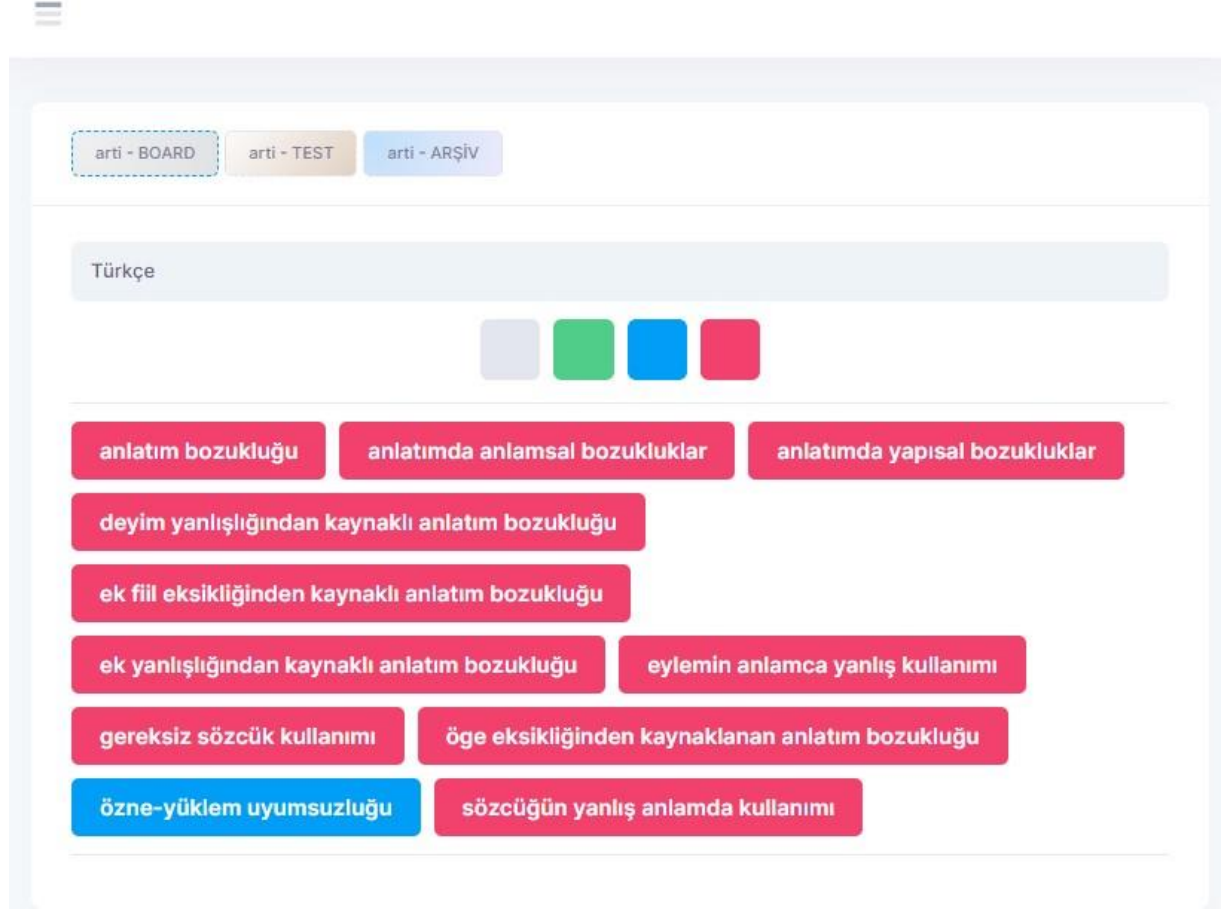 arti - BOARD arti - TEST arti - ARŞİV
Türkçe
anlatım bozukluğu anlatımda anlamsal bozukluklar anlatımda yapısal bozukluklar
deyim yanlışlığından kaynaklı anlatım bozukluğu
ek fiil eksikliğinden kaynaklı anlatım bozukluğu
ek yanlışlığından kaynaklı anlatım bozukluğu eylemin anlamca yanlış kullanımı
gereksiz sözcük kullanımı öge eksikliğinden kaynaklanan anlatım bozukluğu
özne-yüklem uyumsuzluğu sözcüğün yanlış anlamda kullanımı